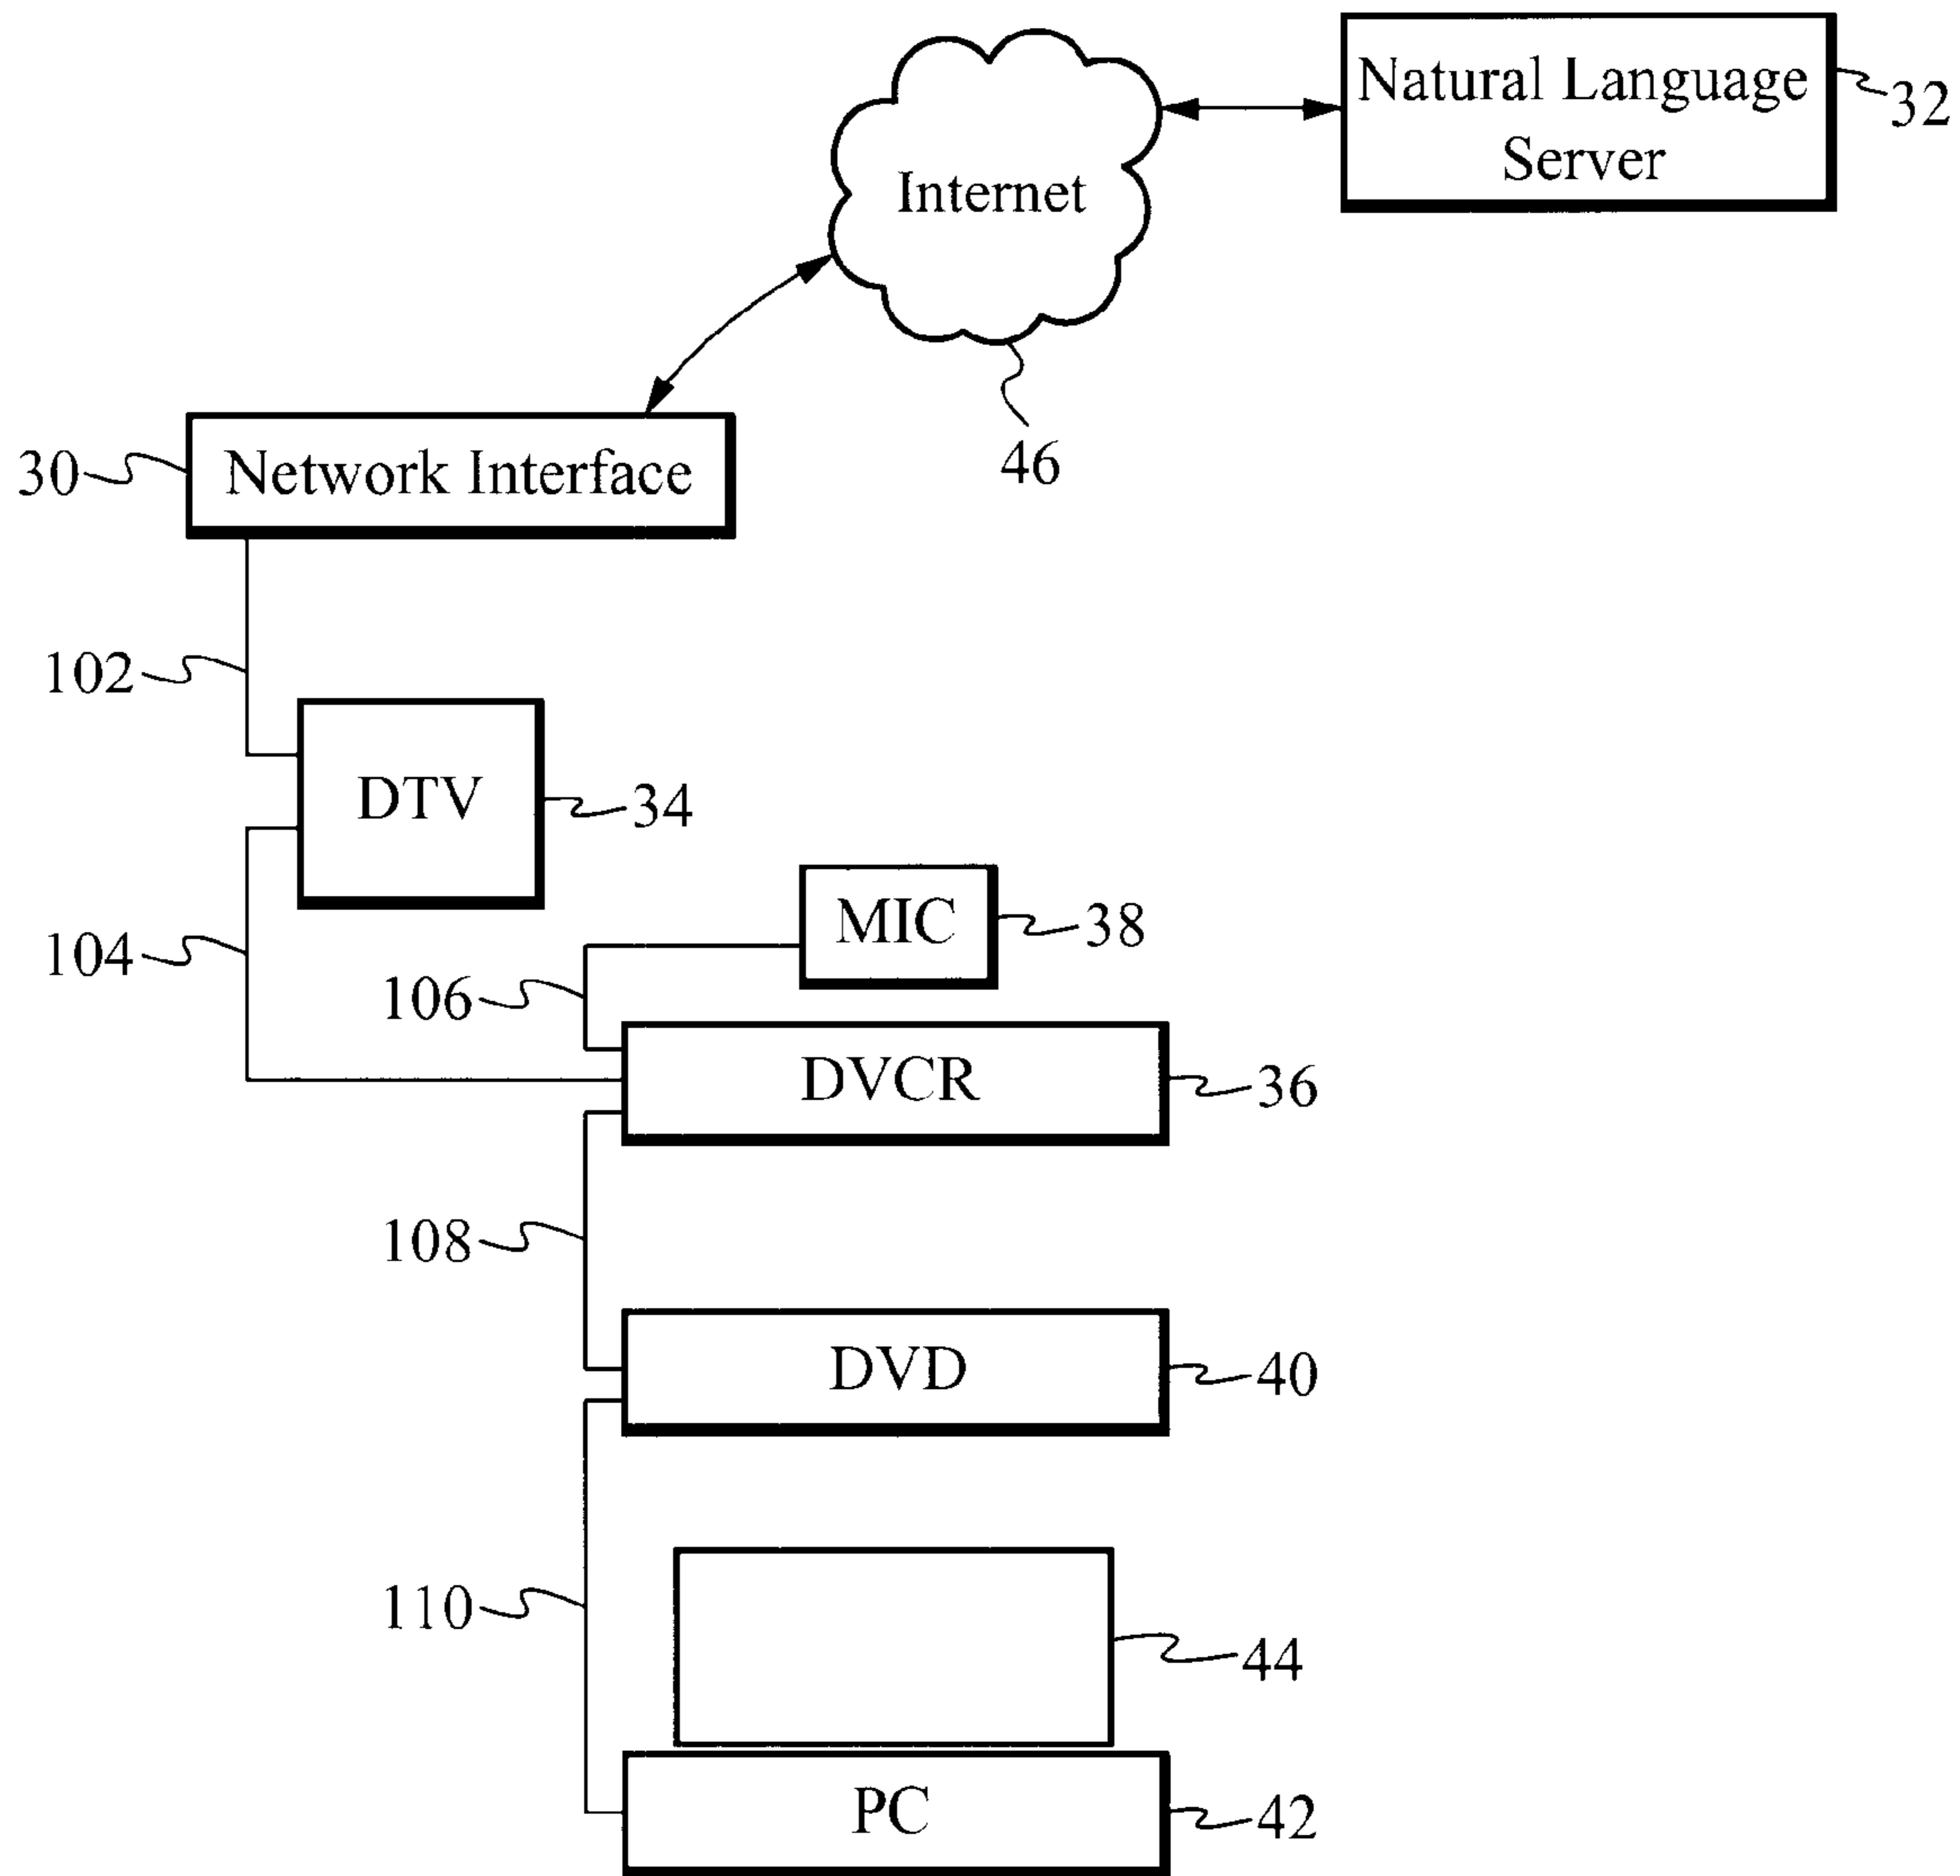 Natural Language
Server
32
Internet
46
30
Network Interface
102
DTV
34
104
MIC
38
106
DVCR
36
108
DVD
40
110
44
PC
42